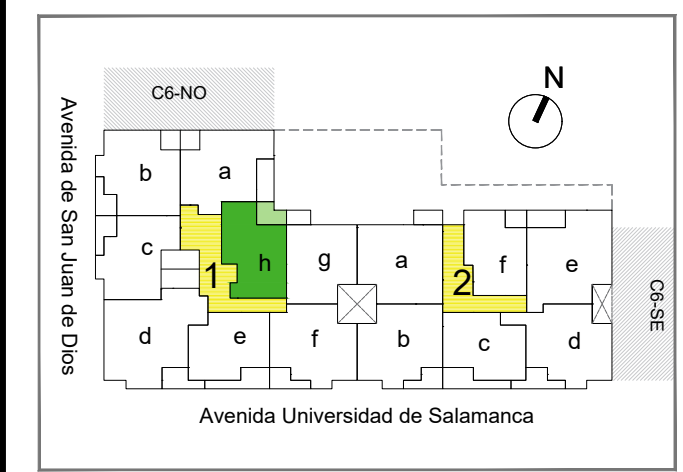 N
C6-NO
Avenida de San Juan de Dios
b
a
c
h
g
a
f
e
1
2
d
e
f
b
c
d
C6-SE
Avenida Universidad de Salamanca